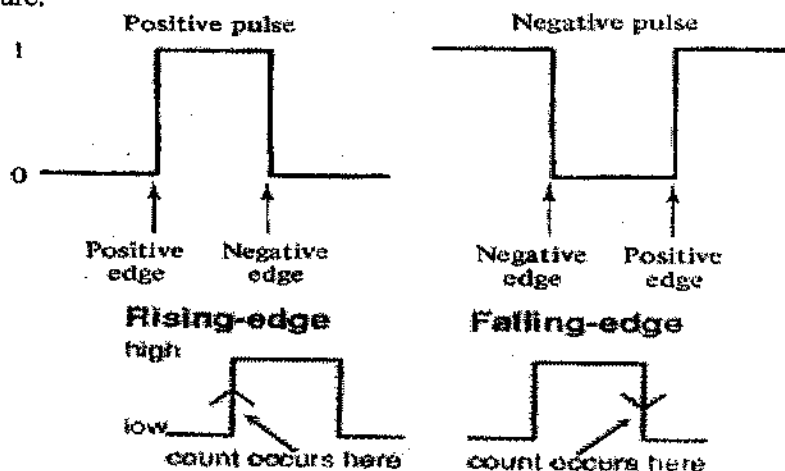 ure.
Positive pulse
Negative pulse
1
0
Positive edge
Negative edge
Negative edge
Positive edge
Rising-edge
Falling-edge
high
low
count occurs here
count occurs here